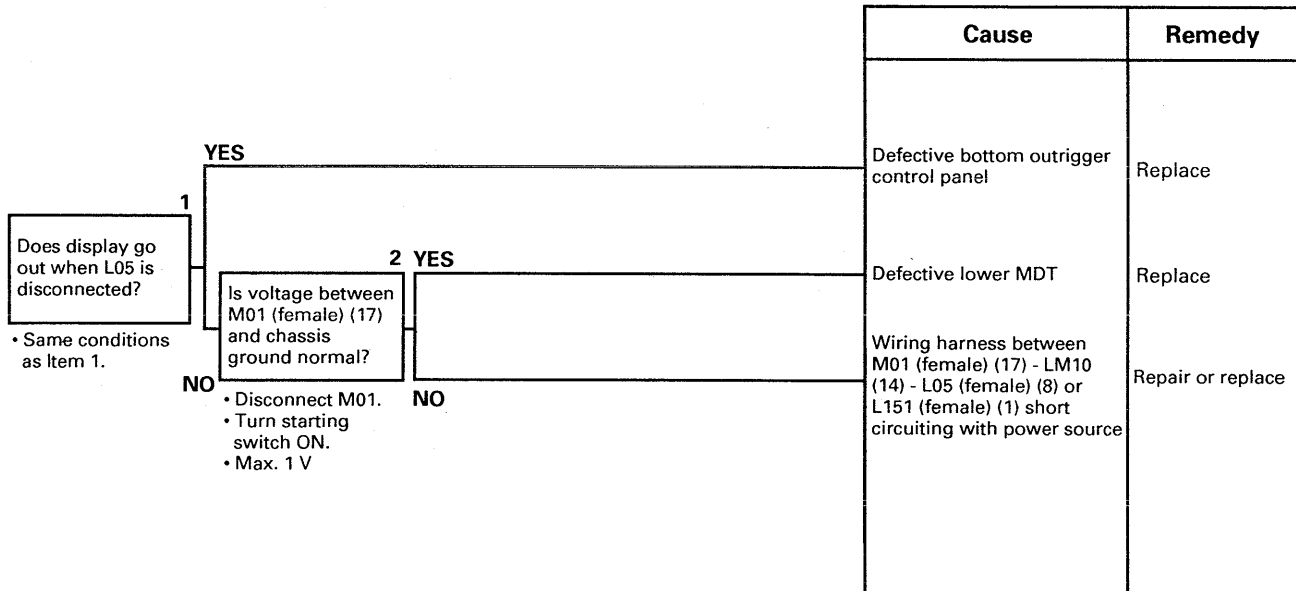 Cause
Remedy
YES
Defective bottom outrigger
control panel
Replace
1
Does display go
out when L05 is
disconnected?
• Same conditions
as Item 1.
2 YES
Defective lower MDT
Replace
Is voltage between
M01 (female) (17)
and chassis
ground normal?
NO
• Disconnect M01.
• Turn starting
switch ON.
• Max. 1 V
NO
Wiring harness between
M01 (female) (17) - LM10
(14) - L05 (female) (8) or
L151 (female) (1) short
circuiting with power source
Repair or replace